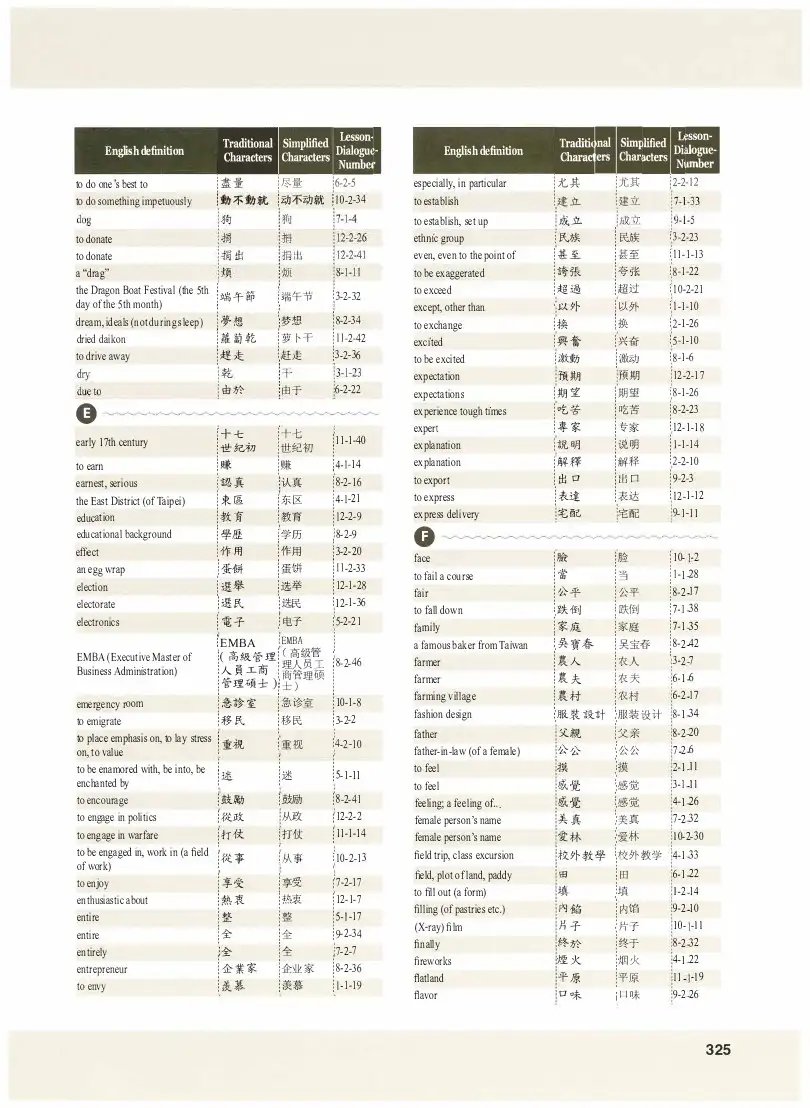 English definition Traditional Characters Simplified Characters Lesson-Dialogue-Number
to do one's best to 盡量 尽量 6-2-5
to do something impetuously 動不動就 动不动就 10-2-34
dog 狗 狗 7-1-4
to donate 捐 捐 12-2-26
to donate 捐出 捐出 12-2-41
a “drag” 煩 烦 8-1-11
the Dragon Boat Festival (the 5th
day of the 5th month) 端午節 端午节 3-2-32
dream, ideals (not during sleep) 夢想 梦想 8-2-34
dried daikon 蘿蔔乾 萝卜干 11-2-42
to drive away 趕走 赶走 3-2-36
dry 乾 干 3-1-23
due to 由於 由于 6-2-22
E
early 17th century 十七世紀初 十七世纪初 11-1-40
to earn 賺 赚 4-1-14
earnest, serious 認真 认真 8-2-16
the East District (of Taipei) 東區 东区 4-1-21
education 教育 教育 12-2-9
educational background 學歷 学历 8-2-9
effect 作用 作用 3-2-20
an egg wrap 蛋餅 蛋饼 11-2-33
election 選舉 选举 12-1-28
electorate 選民 选民 12-1-36
electronics 電子 电子 5-2-21
EMBA (Executive Master of
Business Administration) EMBA（高級管理人員工商管理碩士） EMBA（高级管理人员工商管理硕士） 8-2-46
emergency room 急診室 急诊室 10-1-8
to emigrate 移民 移民 3-2-2
to place emphasis on, to lay stress
on, to value 重視 重视 4-2-10
to be enamored with, be into, be
enchanted by 迷 迷 5-1-11
to encourage 鼓勵 鼓励 8-2-41
to engage in politics 從政 从政 12-2-2
to engage in warfare 打仗 打仗 11-1-14
to be engaged in, work in (a field
of work) 從事 从事 10-2-13
to enjoy 享受 享受 7-2-17
enthusiastic about 熱衷 热衷 12-1-7
entire 整 整 5-1-17
entire 全 全 9-2-34
entirely 全 全 7-2-7
entrepreneur 企業家 企业家 8-2-36
to envy 羨慕 羡慕 1-1-19
English definition Traditional Characters Simplified Characters Lesson-Dialogue-Number
especially, in particular 尤其 尤其 2-2-12
to establish 建立 建立 7-1-33
to establish, set up 成立 成立 9-1-5
ethnic group 民族 民族 3-2-23
even, even to the point of 甚至 甚至 11-1-13
to be exaggerated 誇張 夸张 8-1-22
to exceed 超過 超过 10-2-21
except, other than 以外 以外 1-1-10
to exchange 換 换 2-1-26
excited 興奮 兴奋 5-1-10
to be excited 激動 激动 8-1-6
expectation 預期 预期 12-2-17
expectations 期望 期望 8-1-26
experience tough times 吃苦 吃苦 8-2-23
expert 專家 专家 12-1-18
explanation 說明 说明 1-1-14
explanation 解釋 解释 2-2-10
to export 出口 出口 9-2-3
to express 表達 表达 12-1-12
express delivery 宅配 宅配 9-1-11
F
face 臉 脸 10-1-2
to fail a course 當 当 1-1-28
fair 公平 公平 8-2-17
to fall down 跌倒 跌倒 7-1-38
family 家庭 家庭 7-1-35
a famous baker from Taiwan 吳寶春 吴宝春 8-2-42
farmer 農人 农人 3-2-7
farmer 農夫 农夫 6-1-6
farming village 農村 农村 6-2-17
fashion design 服裝設計 服装设计 8-1-34
father 父親 父亲 8-2-20
father-in-law (of a female) 公公 公公 7-2-6
to feel 摸 摸 2-1-11
to feel 感覺 感觉 3-1-11
feeling; a feeling of... 感覺 感觉 4-1-26
female person's name 美真 美真 7-2-32
female person's name 愛林 爱林 10-2-30
field trip, class excursion 校外教學 校外教学 4-1-33
field, plot of land, paddy 田 田 6-1-22
to fill out (a form) 填 填 1-2-14
filling (of pastries etc.) 內餡 内馅 9-2-10
(X-ray) film 片子 片子 10-1-11
finally 終於 终于 8-2-32
fireworks 煙火 烟火 4-1-22
flatland 平原 平原 11-1-19
flavor 口味 口味 9-2-26
325